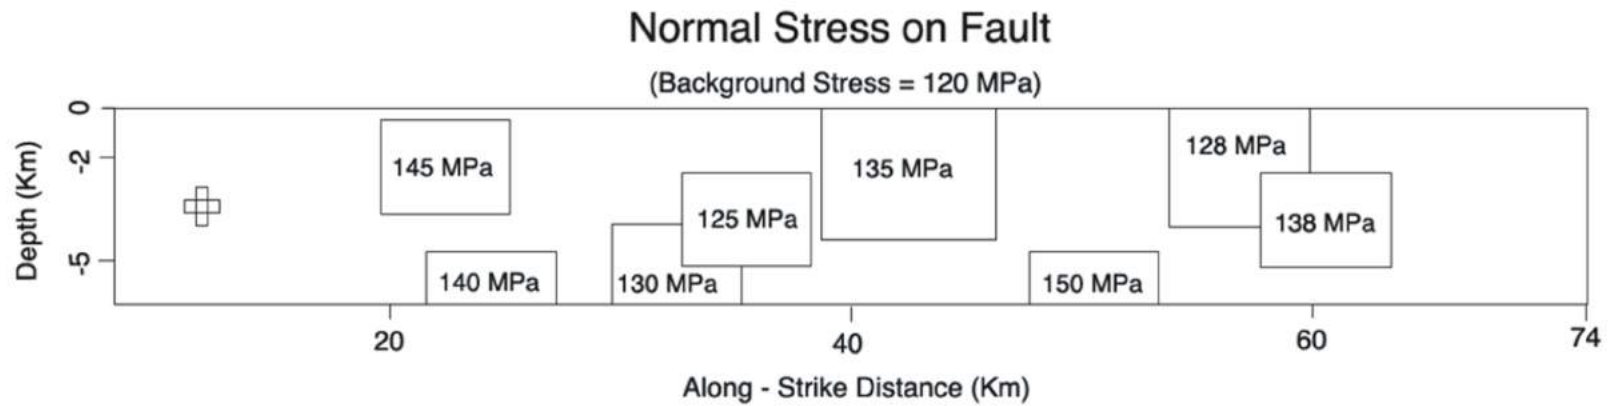 Normal Stress on Fault
(Background Stress = 120 MPa)
Depth (Km)
0
-2
-5
145 MPa
140 MPa
130 MPa
125 MPa
135 MPa
150 MPa
128 MPa
138 MPa
20
40
60
74
Along - Strike Distance (Km)